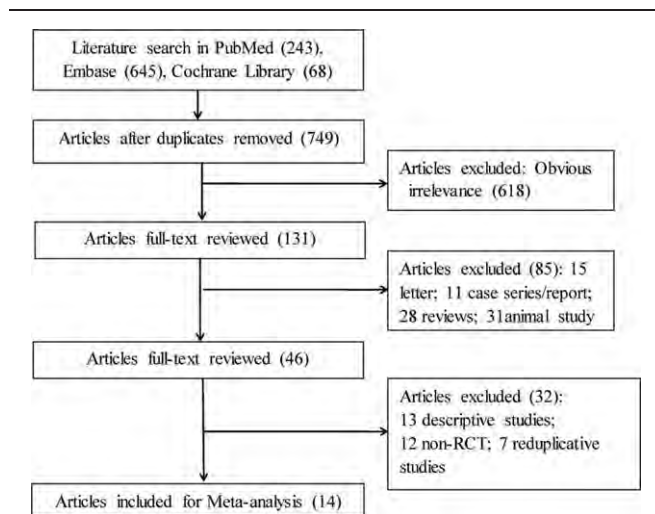 Literature search in PubMed (243),
Embase (645), Cochrane Library (68)
Articles after duplicates removed (749)
Articles excluded: Obvious
irrelevance (618)
Articles full-text reviewed (131)
Articles excluded (85): 15
letter; 11 case series/report;
28 reviews; 31animal study
Articles full-text reviewed (46)
Articles excluded (32):
13 descriptive studies;
12 non-RCT; 7 reduplicative
studies
Articles included for Meta-analysis (14)